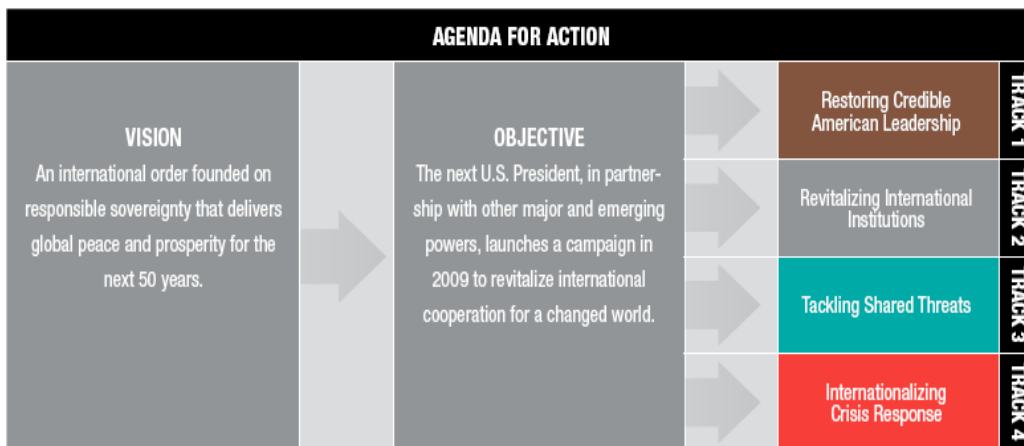 AGENDA FOR ACTION
VISION
An international order founded on
responsible sovereignty that delivers
global peace and prosperity for the
next 50 years.
OBJECTIVE
The next U.S. President, in partner-
ship with other major and emerging
powers, launches a campaign in
2009 to revitalize international
cooperation for a changed world.
Restoring Credible
American Leadership
TRACK 1
Revitalizing International
Institutions
TRACK 2
Tackling Shared Threats
TRACK 3
Internationalizing
Crisis Response
TRACK 4